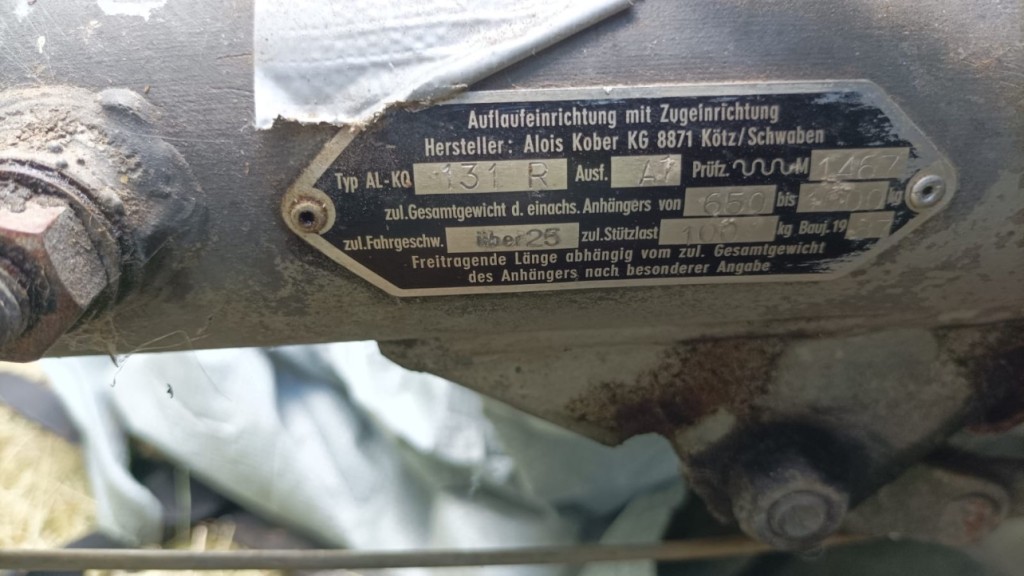 Auflaufeinrichtung mit Zugeinrichtung
Hersteller: Alois Kober KG 8871 Kötz/Schwaben
Typ AL-KO 131 R Ausf. A1 Prüfz. M 1487
zul.Gesamtgewicht d. einachs. Anhängers von 650 bis kg
zul.Fahrgeschw. über25 zul.Stützlast 100 kg Bauj.19
Freitragende Länge abhängig vom zul. Gesamtgewicht
des Anhängers nach besonderer Angabe